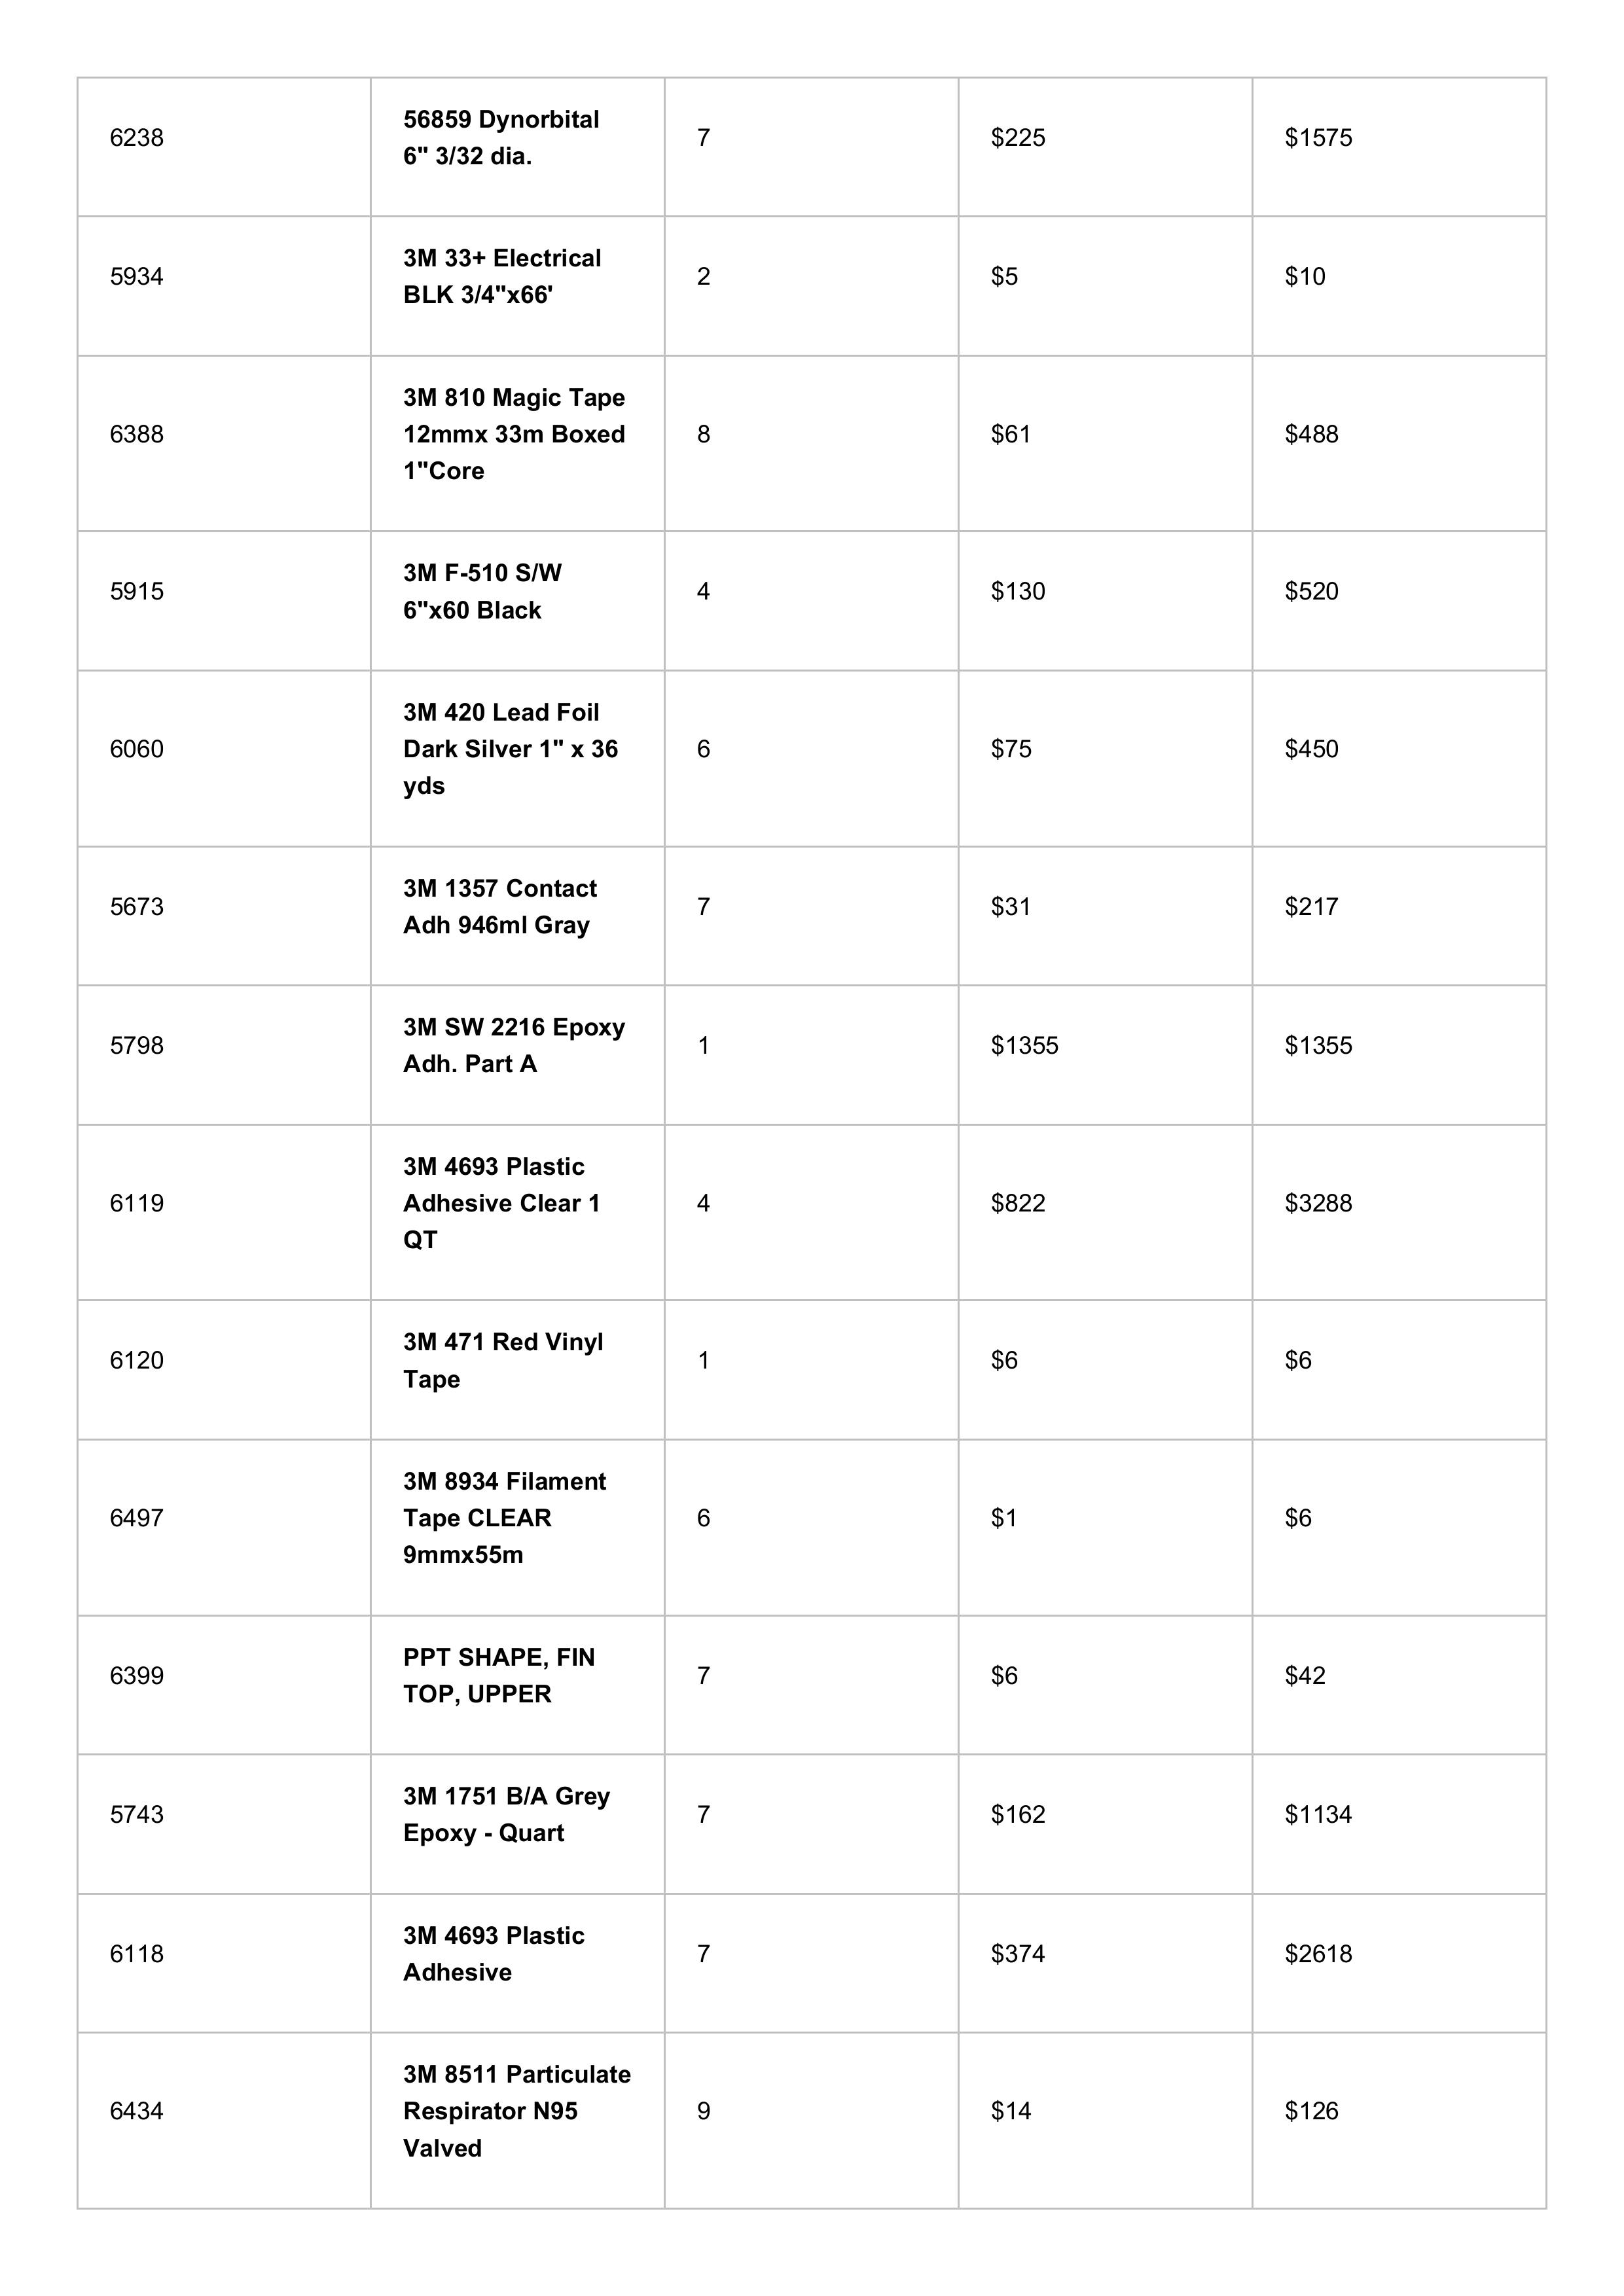 6238
56859 Dynorbital
6" 3/32 dia.
7
$225
$1575
5934
3M 33+ Electrical
BLK 3/4"x66'
2
$5
$10
6388
3M 810 Magic Tape
12mmx 33m Boxed
1"Core
8
$61
$488
5915
3M F-510 S/W
6"x60 Black
4
$130
$520
6060
3M 420 Lead Foil
Dark Silver 1" x 36
yds
6
$75
$450
5673
3M 1357 Contact
Adh 946ml Gray
7
$31
$217
5798
3M SW 2216 Epoxy
Adh. Part A
1
$1355
$1355
6119
3M 4693 Plastic
Adhesive Clear 1
QT
4
$822
$3288
6120
3M 471 Red Vinyl
Tape
1
$6
$6
6497
3M 8934 Filament
Tape CLEAR
9mmx55m
6
$1
$6
6399
PPT SHAPE, FIN
TOP, UPPER
7
$6
$42
5743
3M 1751 B/A Grey
Epoxy - Quart
7
$162
$1134
6118
3M 4693 Plastic
Adhesive
7
$374
$2618
6434
3M 8511 Particulate
Respirator N95
Valved
9
$14
$126